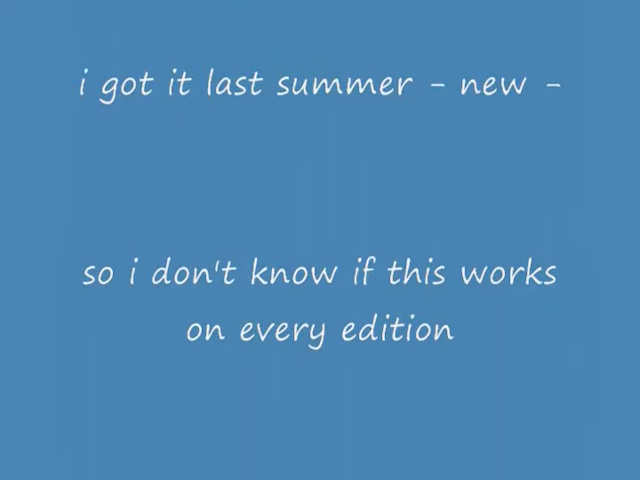 i got it last summer - new -
so i don't know if this works
on every edition